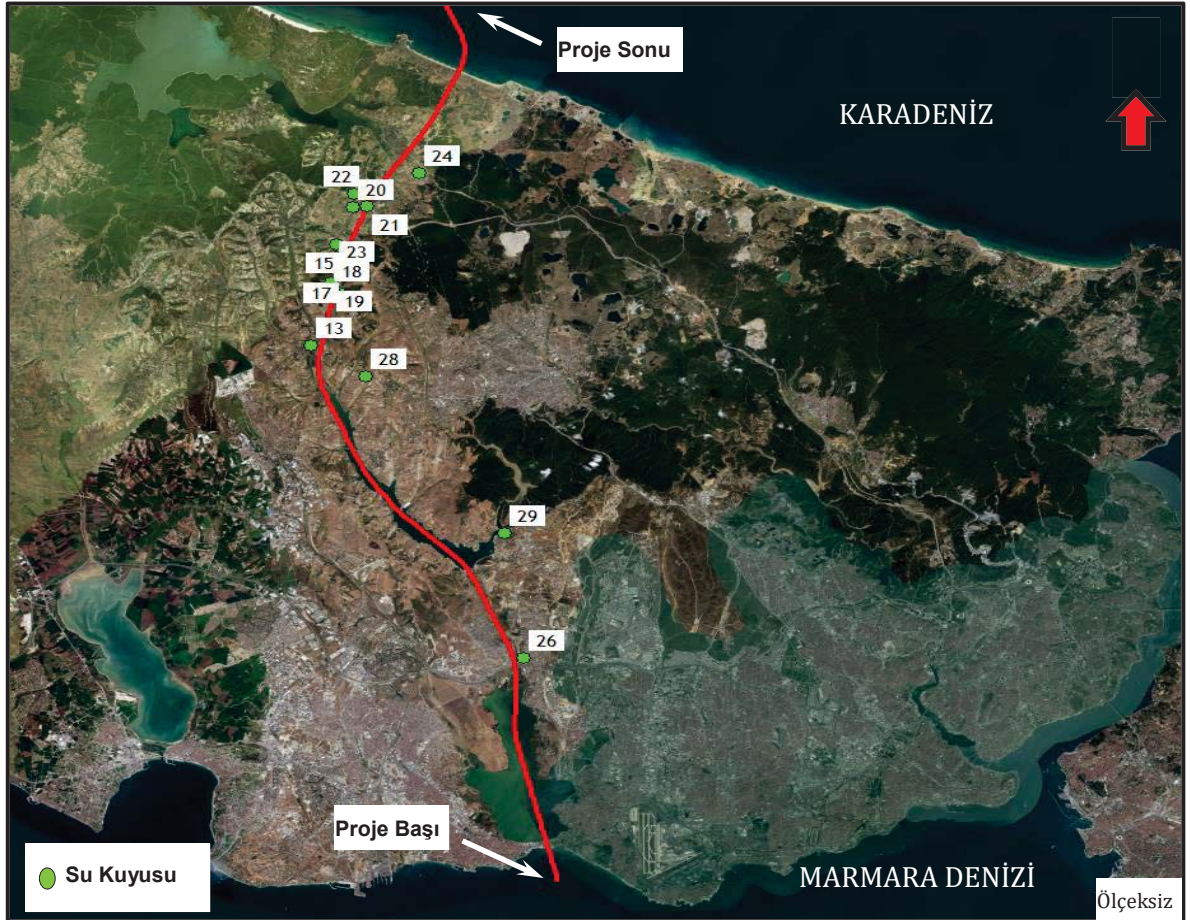 Proje Sonu
KARADENİZ
24
22
20
21
23
15
18
17
19
13
28
29
26
Proje Başı
Su Kuyusu
MARMARA DENİZİ
Ölçeksiz